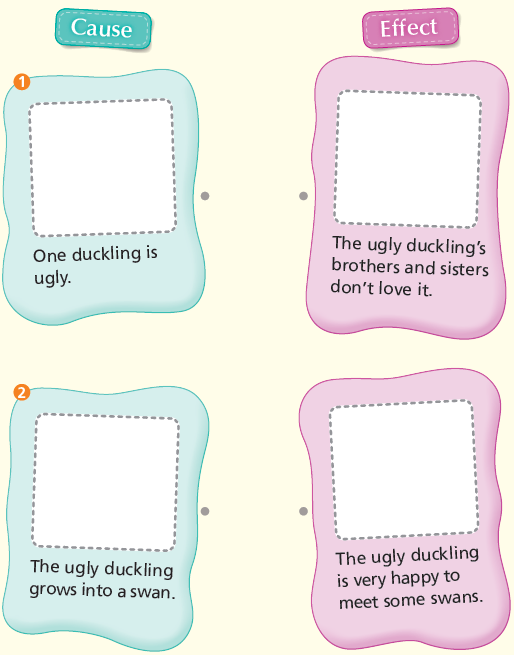 Cause
Effect
1
One duckling is
ugly.
The ugly duckling's
brothers and sisters
don't love it.
2
The ugly duckling
grows into a swan.
The ugly duckling
is very happy to
meet some swans.